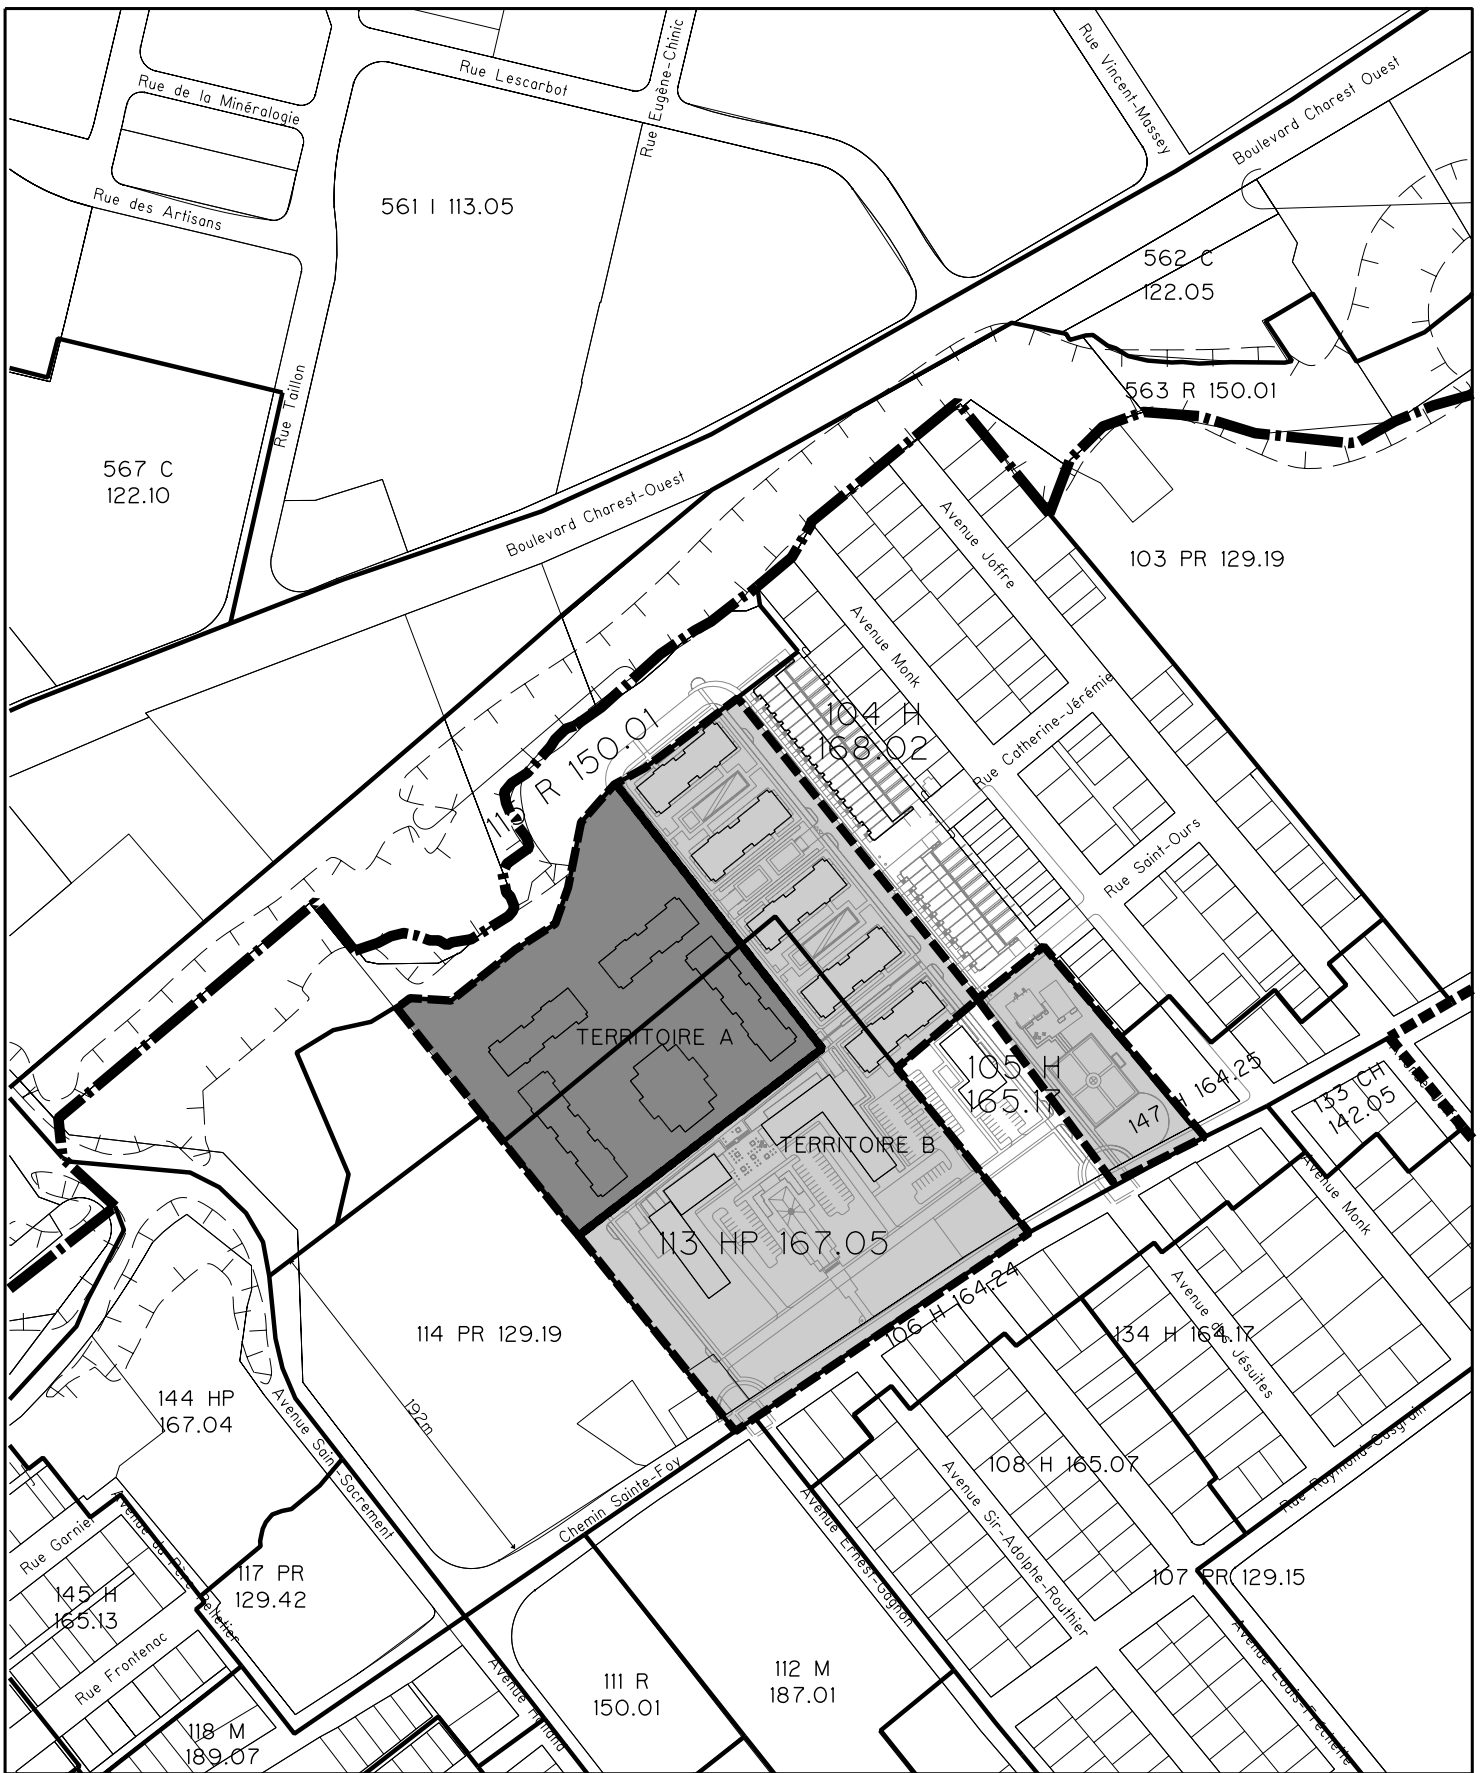 Rue de la Minéralogie
Rue Lescarbot
Rue Eugène-Chinic
Rue Vincent-Massey
Boulevard Charest Ouest
Rue des Artisans
561 I 113.05
562 C
122.05
563 R 150.01
Rue Taillon
567 C
122.10
Boulevard Charest-Ouest
Avenue Joffre
103 PR 129.19
Avenue Monk
Rue Catherine-Jérémie
104 H
168.02
R 150.01
Rue Saint-Ours
TERRITOIRE A
105 H
165.17
147 H 164.25
133 CH
142.05
TERRITOIRE B
Avenue Monk
113 HP 167.05
106 H 164.24
Avenue des Jésuites
134 H 164.17
114 PR 129.19
144 HP
167.04
192m
Avenue Saint-Sacrement
Chemin Sainte-Foy
108 H 165.07
Rue Raymond-Casgrain
Avenue Ernest-Gagnon
Avenue Sir-Adolphe-Routhier
Rue Garnier
Avenue du Père-Pelletier
117 PR
129.42
145 H
165.13
107 PR 129.15
Rue Frontenac
111 R
150.01
112 M
187.01
Avenue Holland
Avenue Louis-Fréchette
118 M
189.07